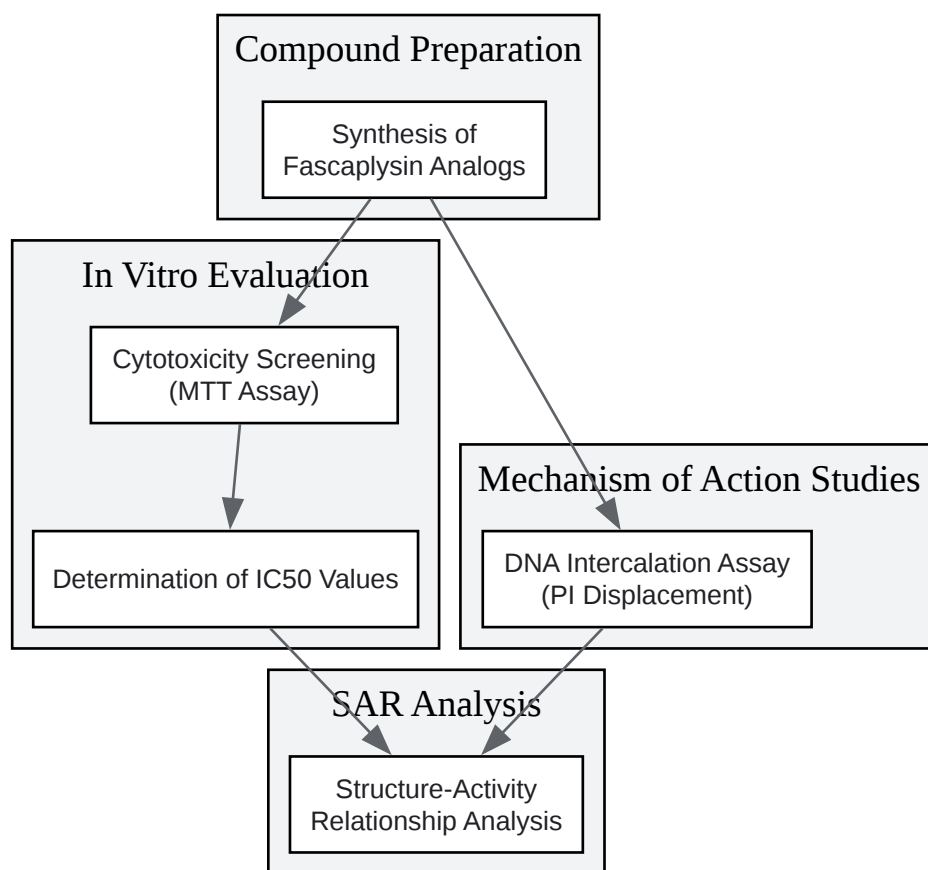 Compound Preparation
Synthesis of
Fascaplysin Analogs
In Vitro Evaluation
Cytotoxicity Screening
(MTT Assay)
Determination of IC50 Values
Mechanism of Action Studies
DNA Intercalation Assay
(PI Displacement)
SAR Analysis
Structure-Activity
Relationship Analysis